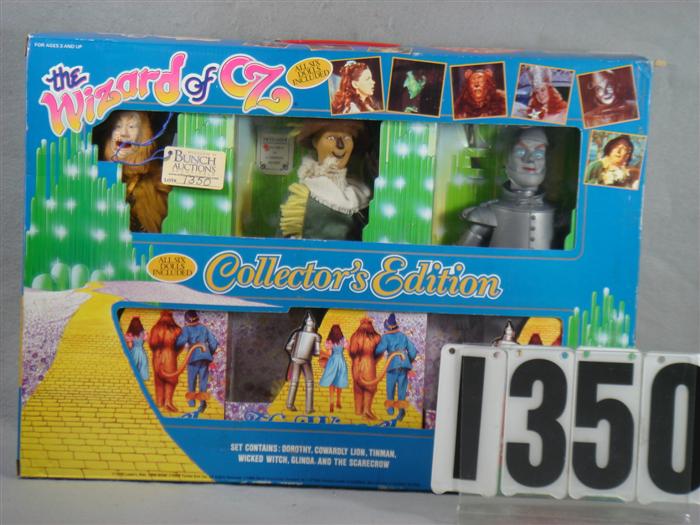 FOR AGES 3 AND UP
the
Wizard of OZ
ALL SIX
DOLLS
INCLUDED
BUNCH
AUCTIONS
LOT# 1350
ALL SIX
DOLLS
INCLUDED
Collector's Edition
SET CONTAINS: DOROTHY, COWARDLY LION, TINMAN,
WICKED WITCH, GLINDA AND THE SCARECROW
1350